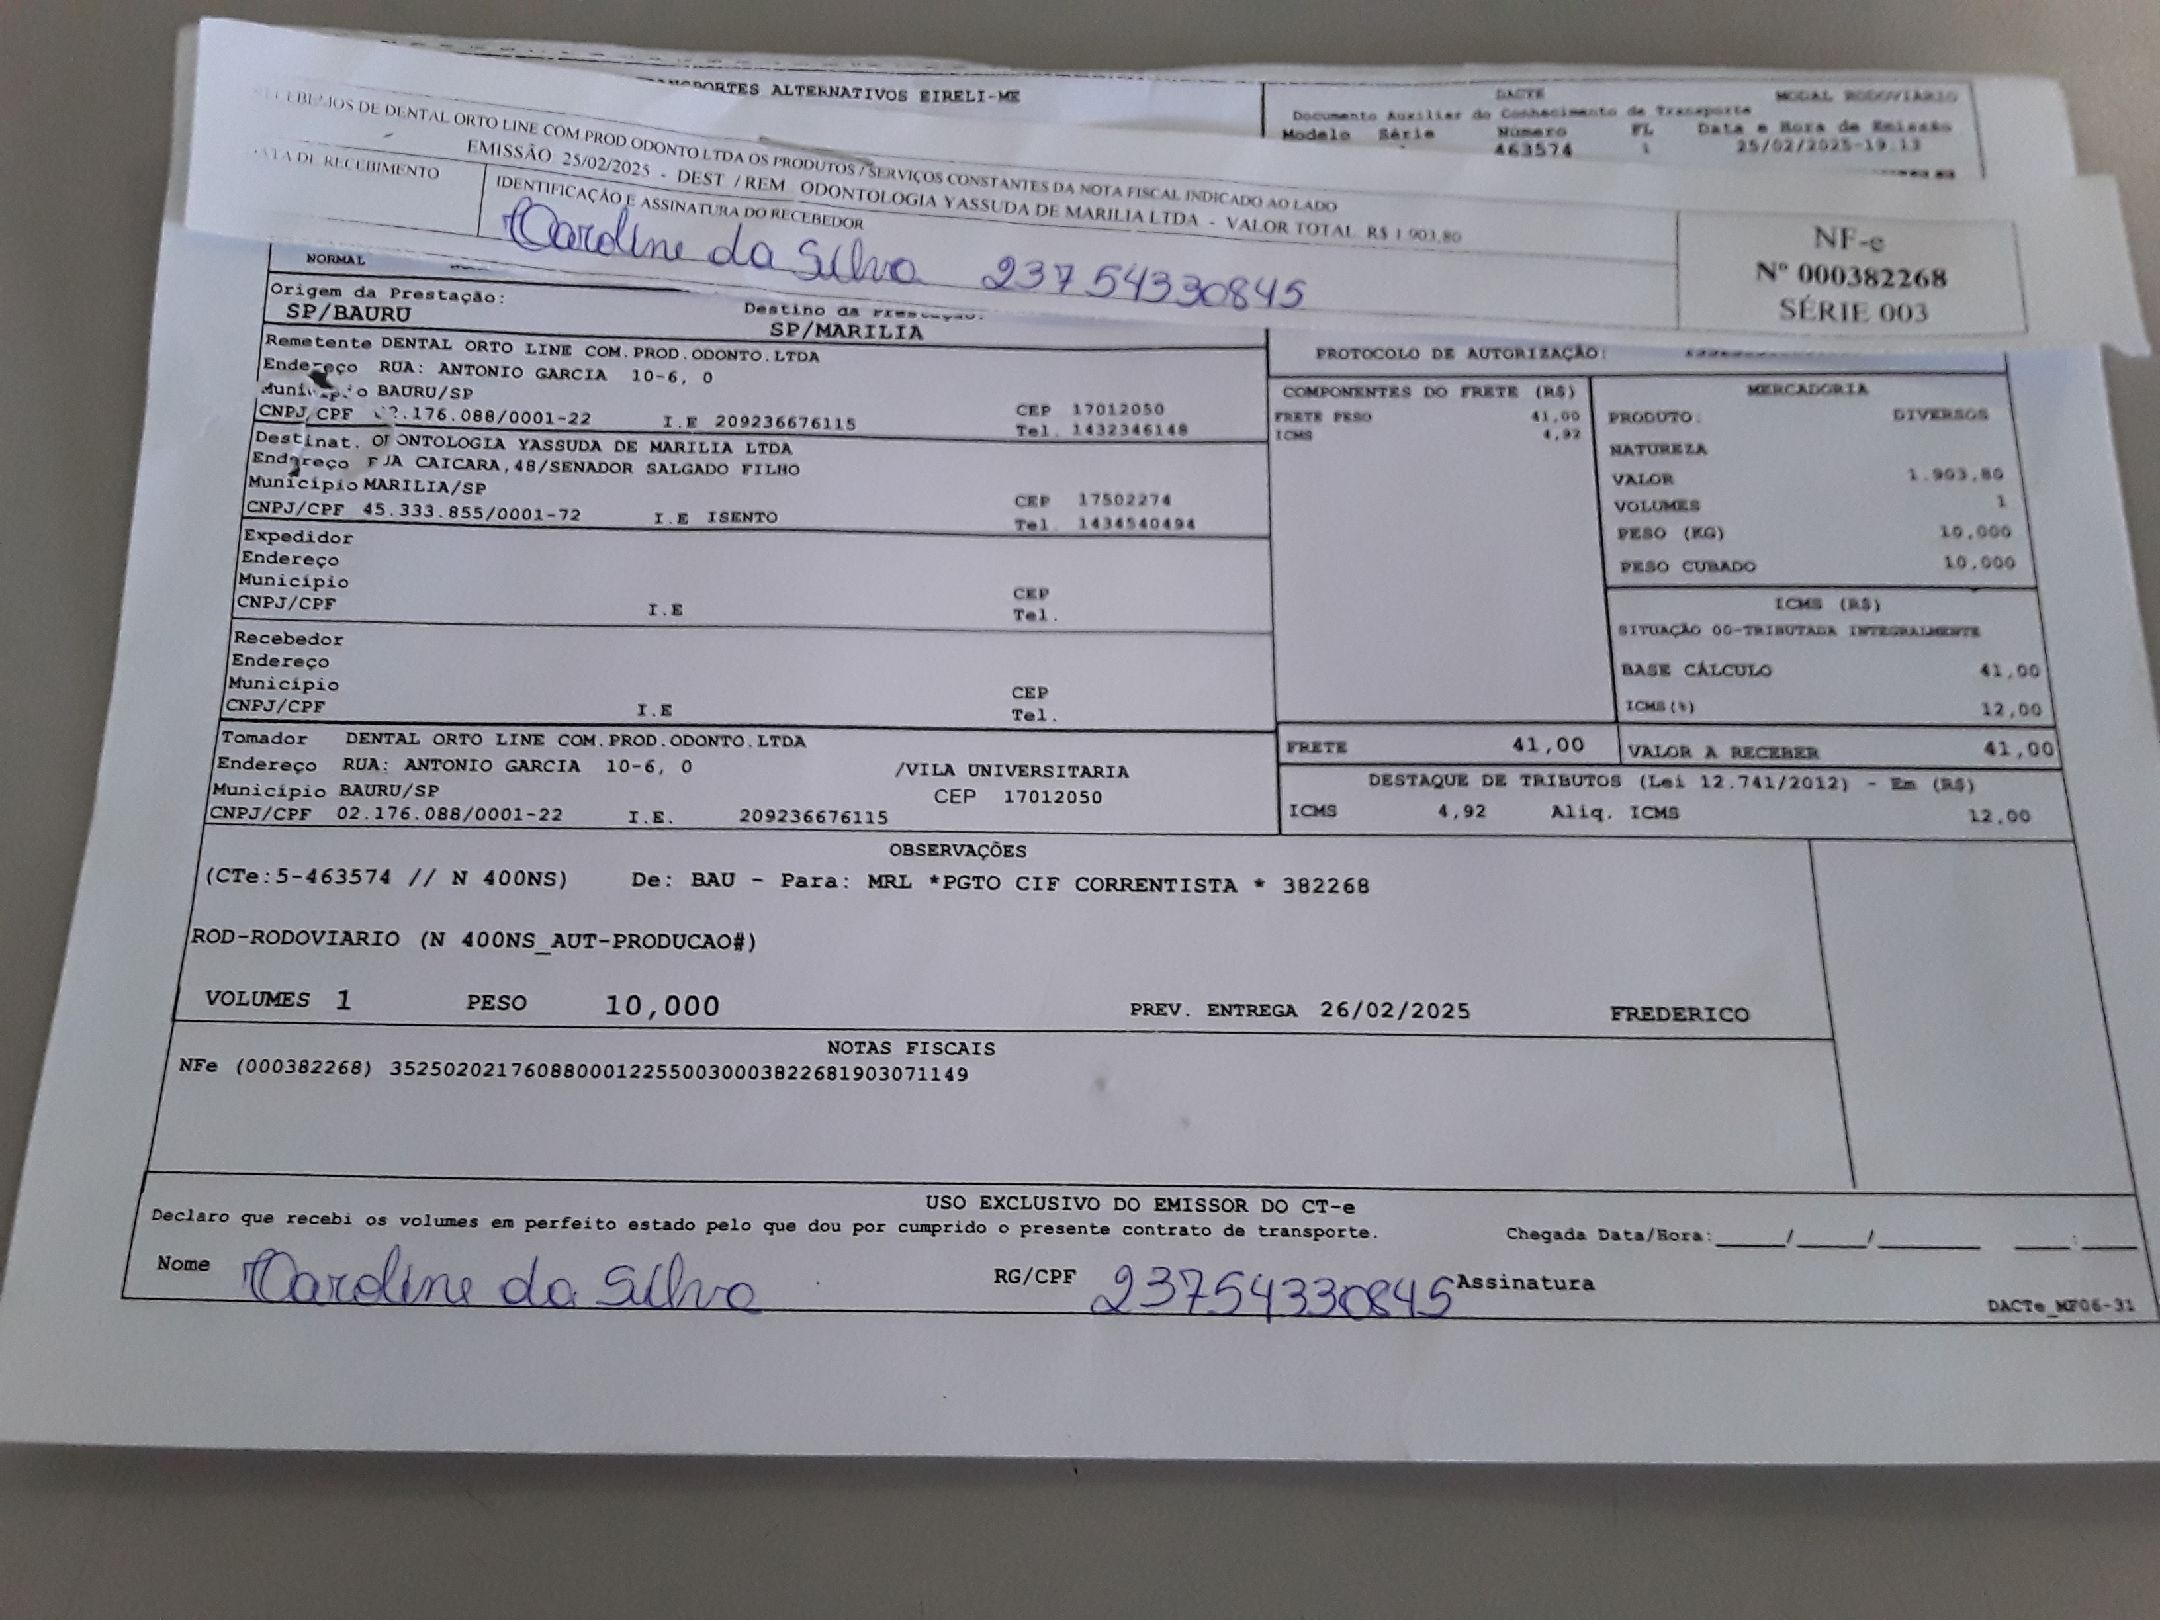 ALTERNATIVOS EIRELI-ME
DACTE MODAL RODOVIARIO
Documento Auxiliar do Conhecimento de Transporte
Modelo Série Número FL Data e Hora de Emissão
463574 1 25/02/2025-19.13
DE DENTAL ORTO LINE COM PROD ODONTO LTDA OS PRODUTOS / SERVIÇOS CONSTANTES DA NOTA FISCAL INDICADO AO LADO
EMISSÃO 25/02/2025 - DEST / REM ODONTOLOGIA YASSUDA DE MARILIA LTDA - VALOR TOTAL R$ 1 903,80
DE RECEBIMENTO
IDENTIFICAÇÃO E ASSINATURA DO RECEBEDOR
Caroline da Silva 23754330845
NF-e
Nº 000382268
SÉRIE 003
NORMAL
Origem da Prestação: Destino da
SP/BAURU SP/MARILIA
Remetente DENTAL ORTO LINE COM.PROD.ODONTO.LTDA
Endereço RUA: ANTONIO GARCIA 10-6, 0
BAURU/SP CEP 17012050
CNPJ/CPF 02.176.088/0001-22 I.E 209236676115 Tel. 1432346148
Destinat. ODONTOLOGIA YASSUDA DE MARILIA LTDA
Endereço RUA CAICARA,48/SENADOR SALGADO FILHO
Município MARILIA/SP CEP 17502274
CNPJ/CPF 45.333.855/0001-72 I.E ISENTO Tel. 1434540494
Expedidor
Endereço
Município CEP
CNPJ/CPF I.E Tel.
Recebedor
Endereço
Município CEP
CNPJ/CPF I.E Tel.
Tomador DENTAL ORTO LINE COM.PROD.ODONTO.LTDA
Endereço RUA: ANTONIO GARCIA 10-6, 0 /VILA UNIVERSITARIA
Município BAURU/SP CEP 17012050
CNPJ/CPF 02.176.088/0001-22 I.E. 209236676115
PROTOCOLO DE AUTORIZAÇÃO:
COMPONENTES DO FRETE (R$)
FRETE PESO 41,00
ICMS 4,92
MERCADORIA
PRODUTO: DIVERSOS
NATUREZA
VALOR 1.903,80
VOLUMES 1
PESO (KG) 10,000
PESO CUBADO 10,000
ICMS (R$)
SITUAÇÃO 00-TRIBUTADA INTEGRALMENTE
BASE CÁLCULO 41,00
ICMS(%) 12,00
FRETE 41,00 VALOR A RECEBER 41,00
DESTAQUE DE TRIBUTOS (Lei 12.741/2012) - Em (R$)
ICMS 4,92 Aliq. ICMS 12,00
OBSERVAÇÕES
(CTe:5-463574 // N 400NS) De: BAU - Para: MRL *PGTO CIF CORRENTISTA * 382268
ROD-RODOVIARIO (N 400NS_AUT-PRODUCAO#)
VOLUMES 1 PESO 10,000 PREV. ENTREGA 26/02/2025 FREDERICO
NOTAS FISCAIS
NFe (000382268) 35250202176088000122550030003822681903071149
USO EXCLUSIVO DO EMISSOR DO CT-e
Declaro que recebi os volumes em perfeito estado pelo que dou por cumprido o presente contrato de transporte. Chegada Data/Hora:_____/_____/_______ ____:____
Nome Caroline da Silva RG/CPF 23754330845 Assinatura
DACTe_MF06-31